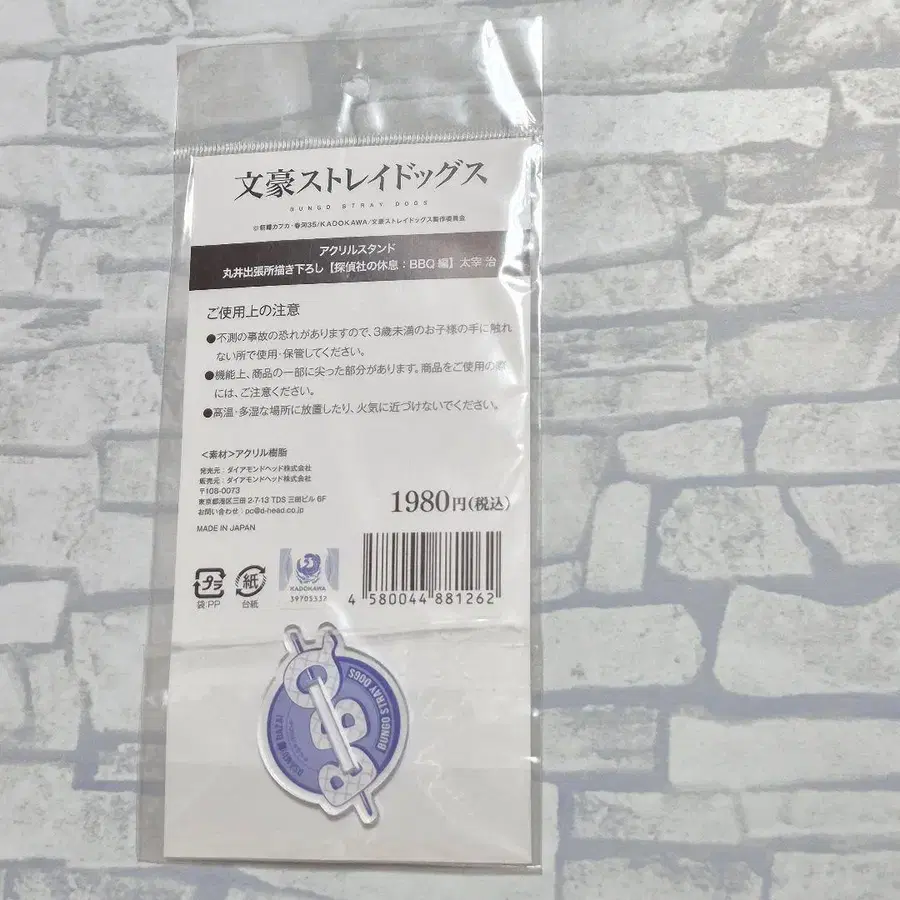 文豪ストレイドッグス
BUNGO STRAY DOGS
©朝霧カフカ・春河35/KADOKAWA/文豪ストレイドッグス製作委員会
アクリルスタンド
丸井出張所描き下ろし【探偵社の休息：BBQ編】太宰 治
ご使用上の注意
●不測の事故の恐れがありますので、3歳未満のお子様の手に触れ
ない所で使用・保管してください。
●機能上、商品の一部に尖った部分があります。商品をご使用の際
には、ご注意ください。
●高温・多湿な場所に放置したり、火気に近づけないでください。
<素材>アクリル樹脂
発売元：ダイアモンドヘッド株式会社
販売元：ダイアモンドヘッド株式会社
〒108-0073
東京都港区三田 2-7-13 TDS 三田ビル 6F
お問い合わせ：pc@d-head.co.jp
1980円(税込)
MADE IN JAPAN
プラ
袋:PP
紙
台紙
KADOKAWA
39705337
4 580044 881262
BUNGO STRAY DOGS
BBQ